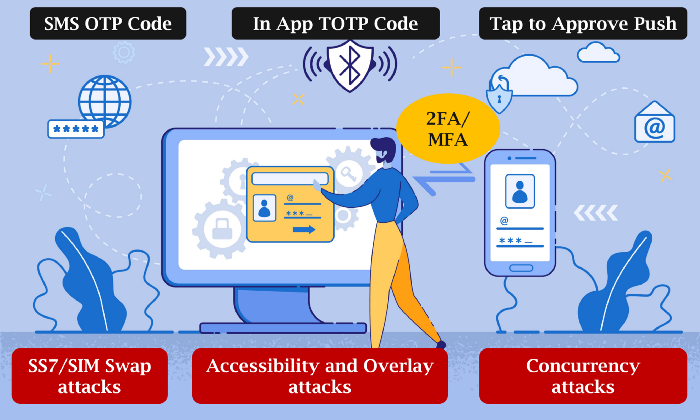 SMS OTP Code
In App TOTP Code
Tap to Approve Push
2FA/
MFA
*****
@
@
***_
@
***_
SS7/SIM Swap
attacks
Accessibility and Overlay
attacks
Concurrency
attacks